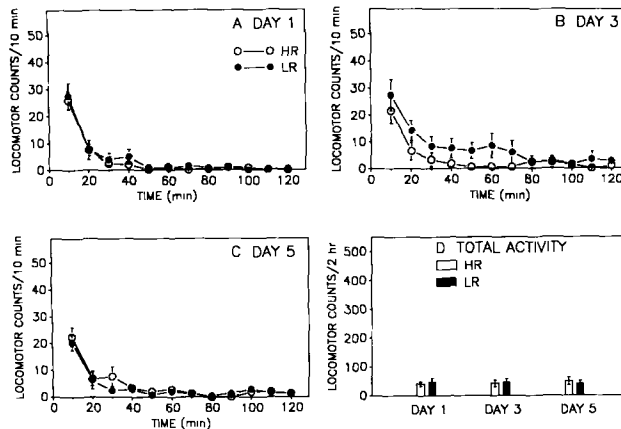 A DAY 1
HR
LR
LOCOMOTOR COUNTS/10 min
50
40
30
20
10
0
0 20 40 60 80 100 120
TIME (min)
B DAY 3
LOCOMOTOR COUNTS/10 min
50
40
30
20
10
0
0 20 40 60 80 100 120
TIME (min)
C DAY 5
LOCOMOTOR COUNTS/10 min
50
40
30
20
10
0
0 20 40 60 80 100 120
TIME (min)
D TOTAL ACTIVITY
HR
LR
LOCOMOTOR COUNTS/2 hr
500
400
300
200
100
0
DAY 1 DAY 3 DAY 5